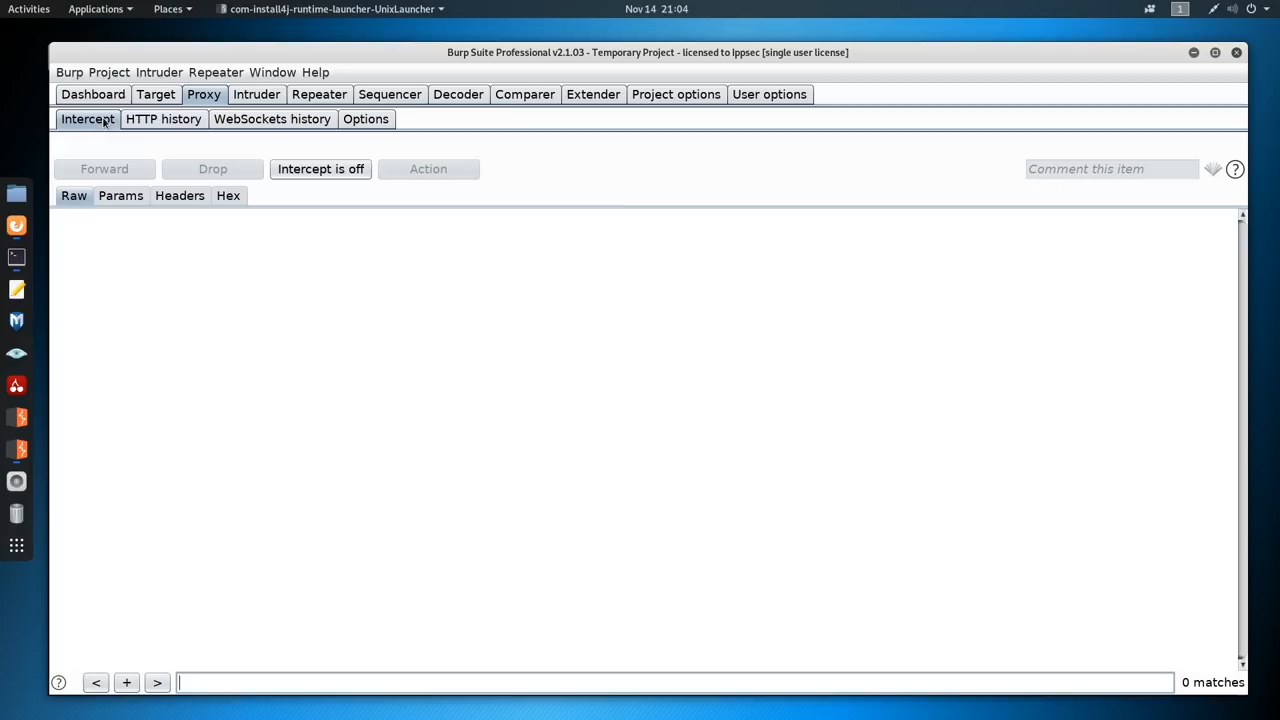 Activities Applications Places com-install4j-runtime-launcher-UnixLauncher Nov 14 21:04 1
Burp Suite Professional v2.1.03 - Temporary Project - licensed to Ippsec [single user license]
Burp Project Intruder Repeater Window Help
Dashboard Target Proxy Intruder Repeater Sequencer Decoder Comparer Extender Project options User options
Intercept HTTP history WebSockets history Options
Forward Drop Intercept is off Action Comment this item ?
Raw Params Headers Hex
? < + > 0 matches